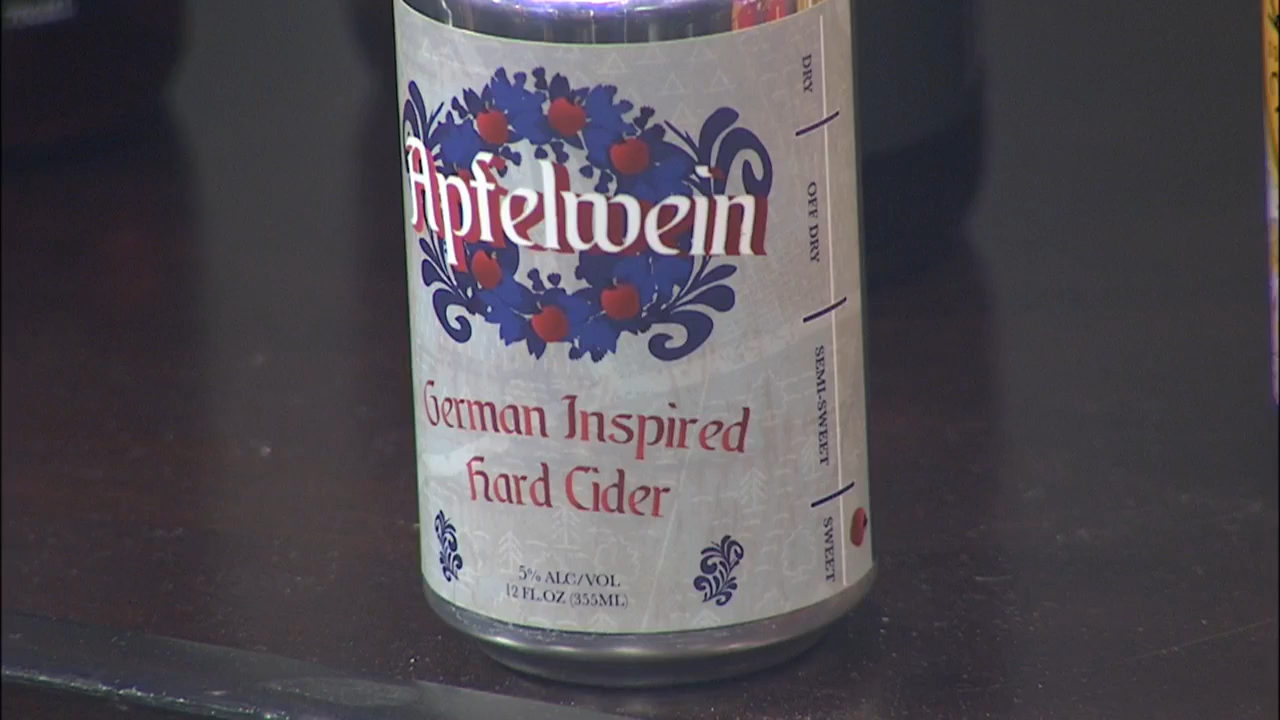 Apfelwein
German Inspired
Hard Cider
5% ALC/VOL
12 FL.OZ (355ML)
DRY
OFF DRY
SEMI-SWEET
SWEET